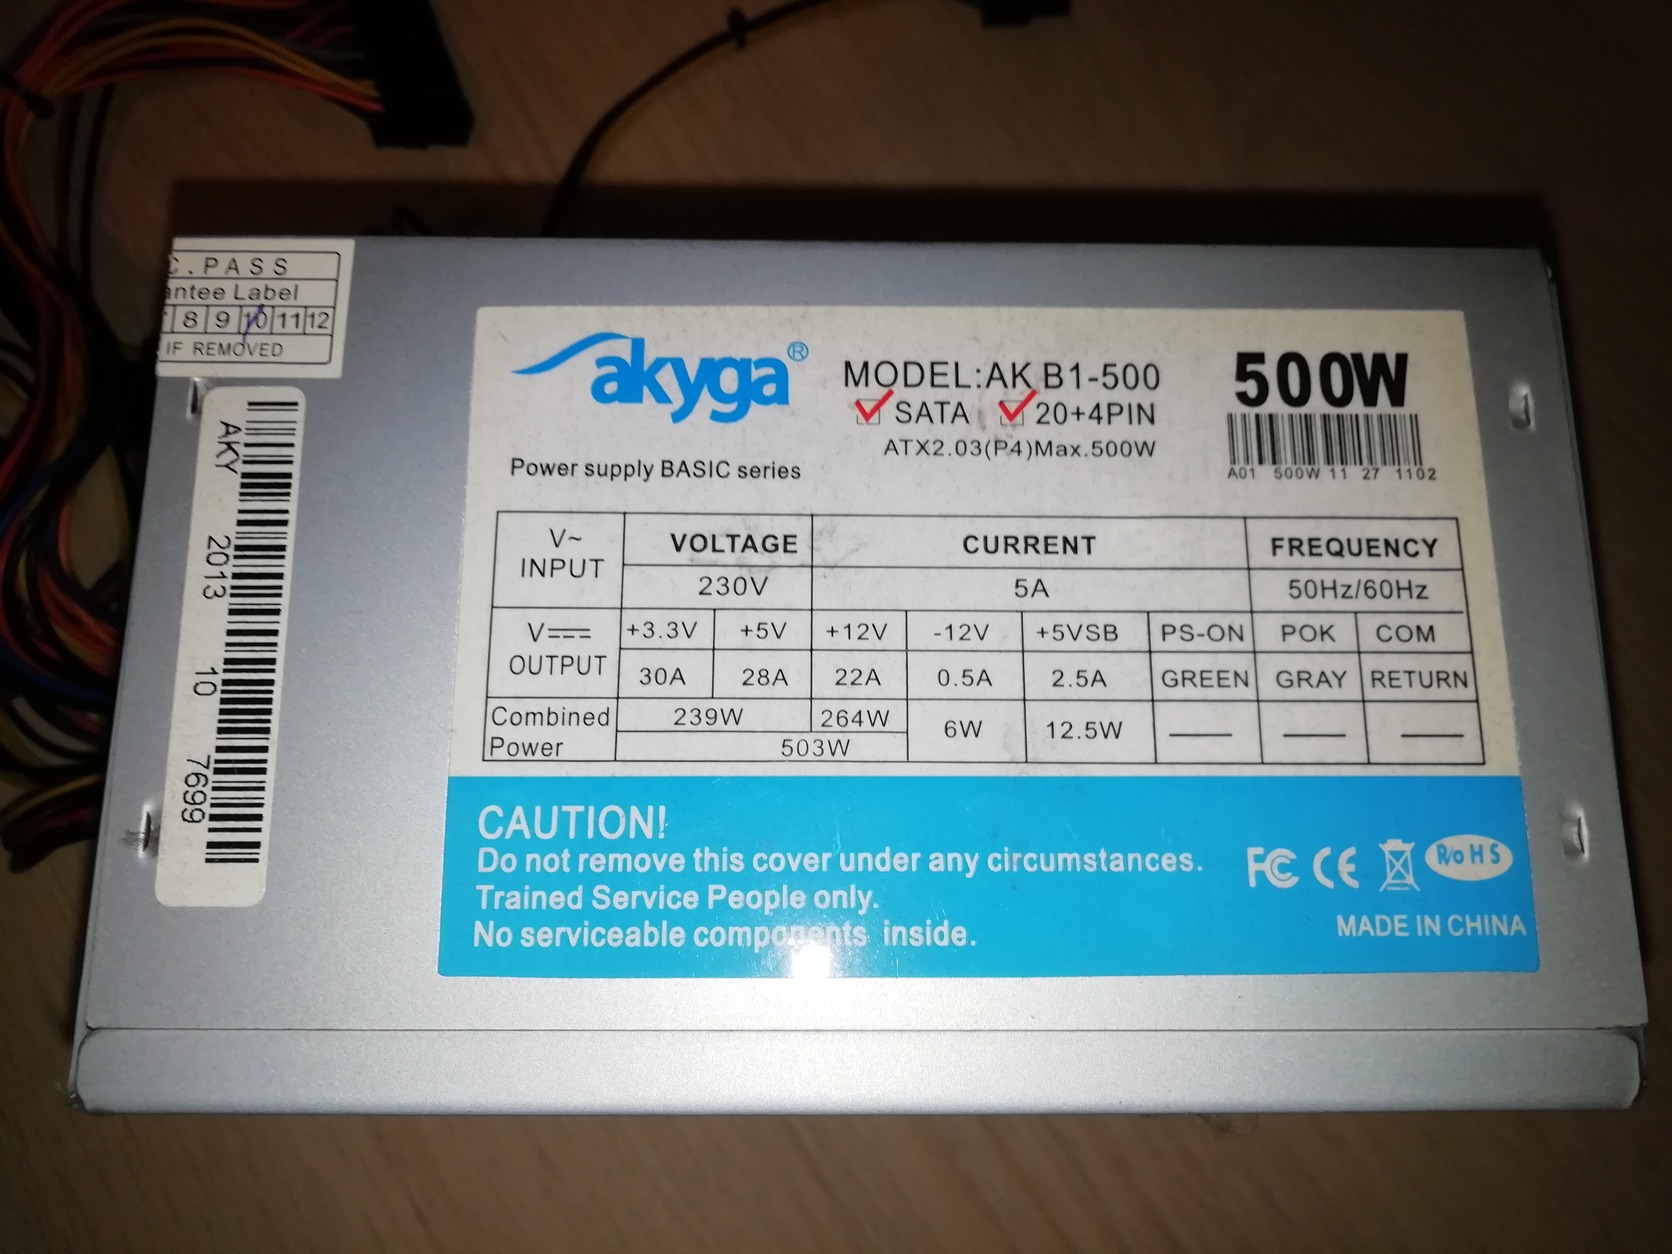 C.PASS
antee Label
8 9 10 11 12
IF REMOVED
AKY 2013 10 7699
akyga®
Power supply BASIC series
MODEL:AK B1-500
SATA 20+4PIN
ATX2.03(P4)Max.500W
500W
A01 500W 11 27 1102
V~ INPUT VOLTAGE CURRENT FREQUENCY
230V 5A 50Hz/60Hz
V OUTPUT +3.3V +5V +12V -12V +5VSB PS-ON POK COM
30A 28A 22A 0.5A 2.5A GREEN GRAY RETURN
Combined Power 239W 264W 6W 12.5W
503W
CAUTION!
Do not remove this cover under any circumstances.
Trained Service People only.
No serviceable components inside.
FC CE R/oHS
MADE IN CHINA